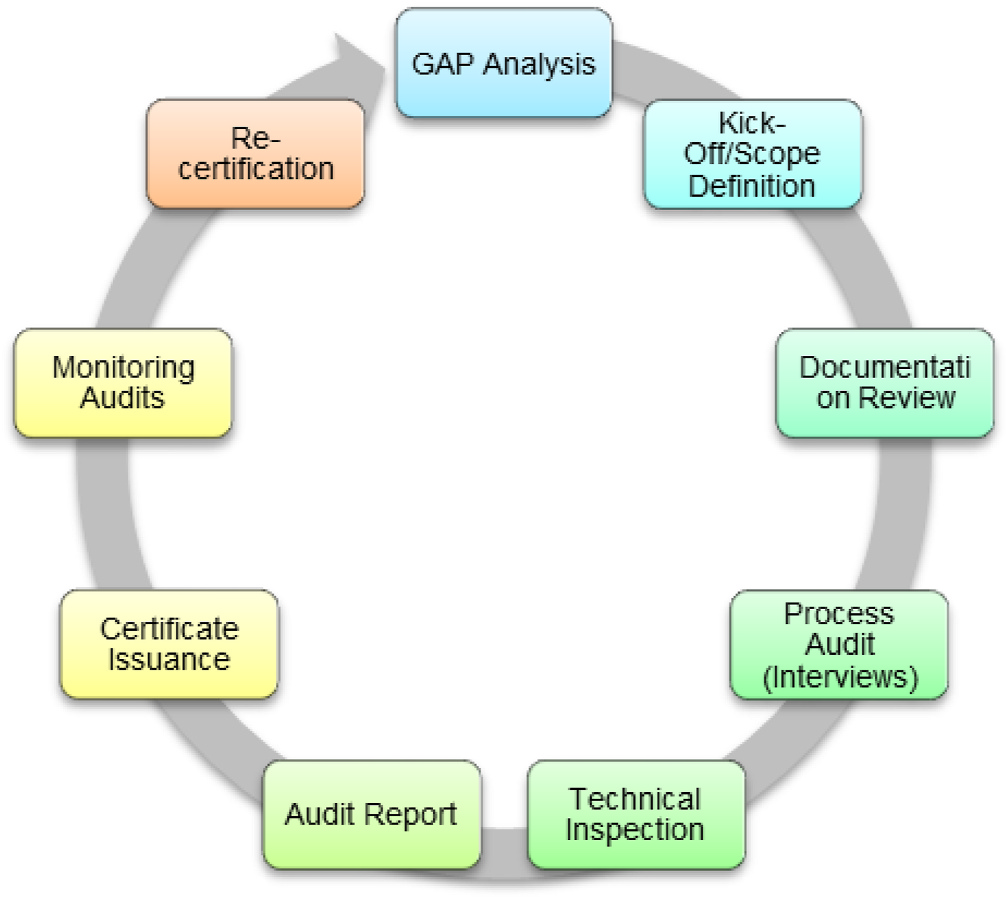 GAP Analysis
Kick-
Off/Scope
Definition
Documentati
on Review
Process
Audit
(Interviews)
Technical
Inspection
Audit Report
Certificate
Issuance
Monitoring
Audits
Re-
certification